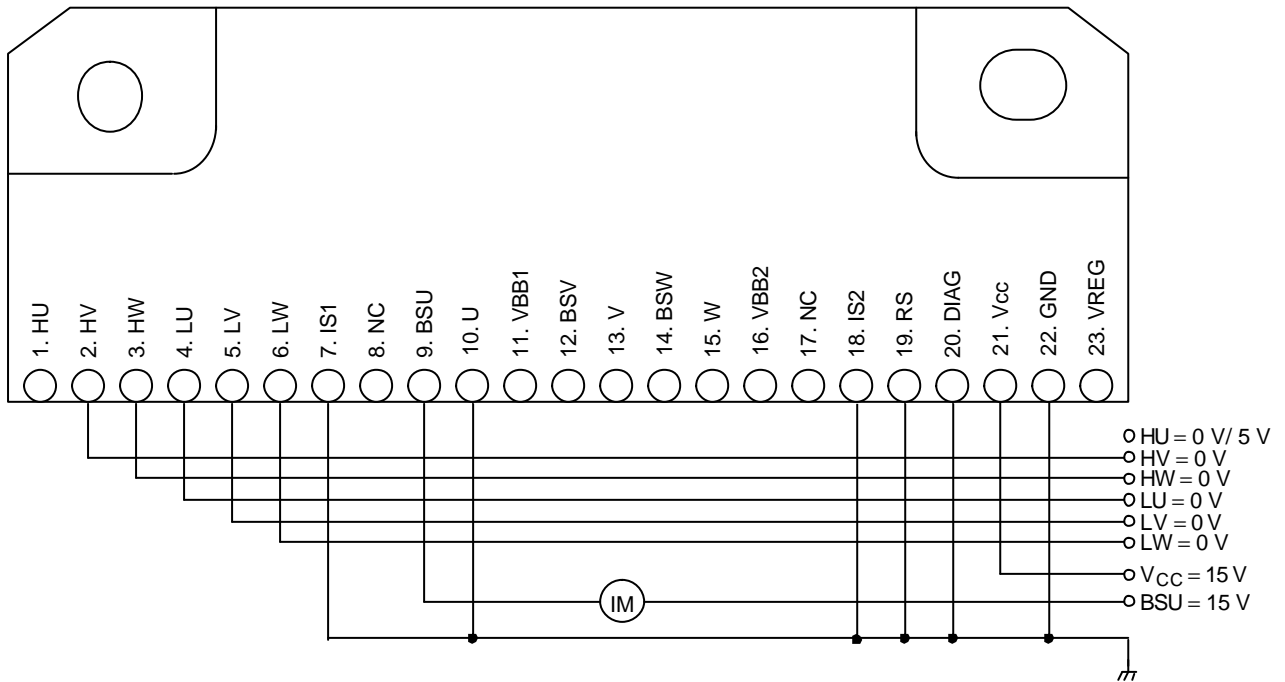 1. HU
2. HV
3. HW
4. LU
5. LV
6. LW
7. IS1
8. NC
9. BSU
10. U
11. VBB1
12. BSV
13. V
14. BSW
15. W
16. VBB2
17. NC
18. IS2
19. RS
20. DIAG
21. Vcc
22. GND
23. VREG
HU = 0 V/ 5 V
HV = 0 V
HW = 0 V
LU = 0 V
LV = 0 V
LW = 0 V
VCC = 15 V
IM
BSU = 15 V